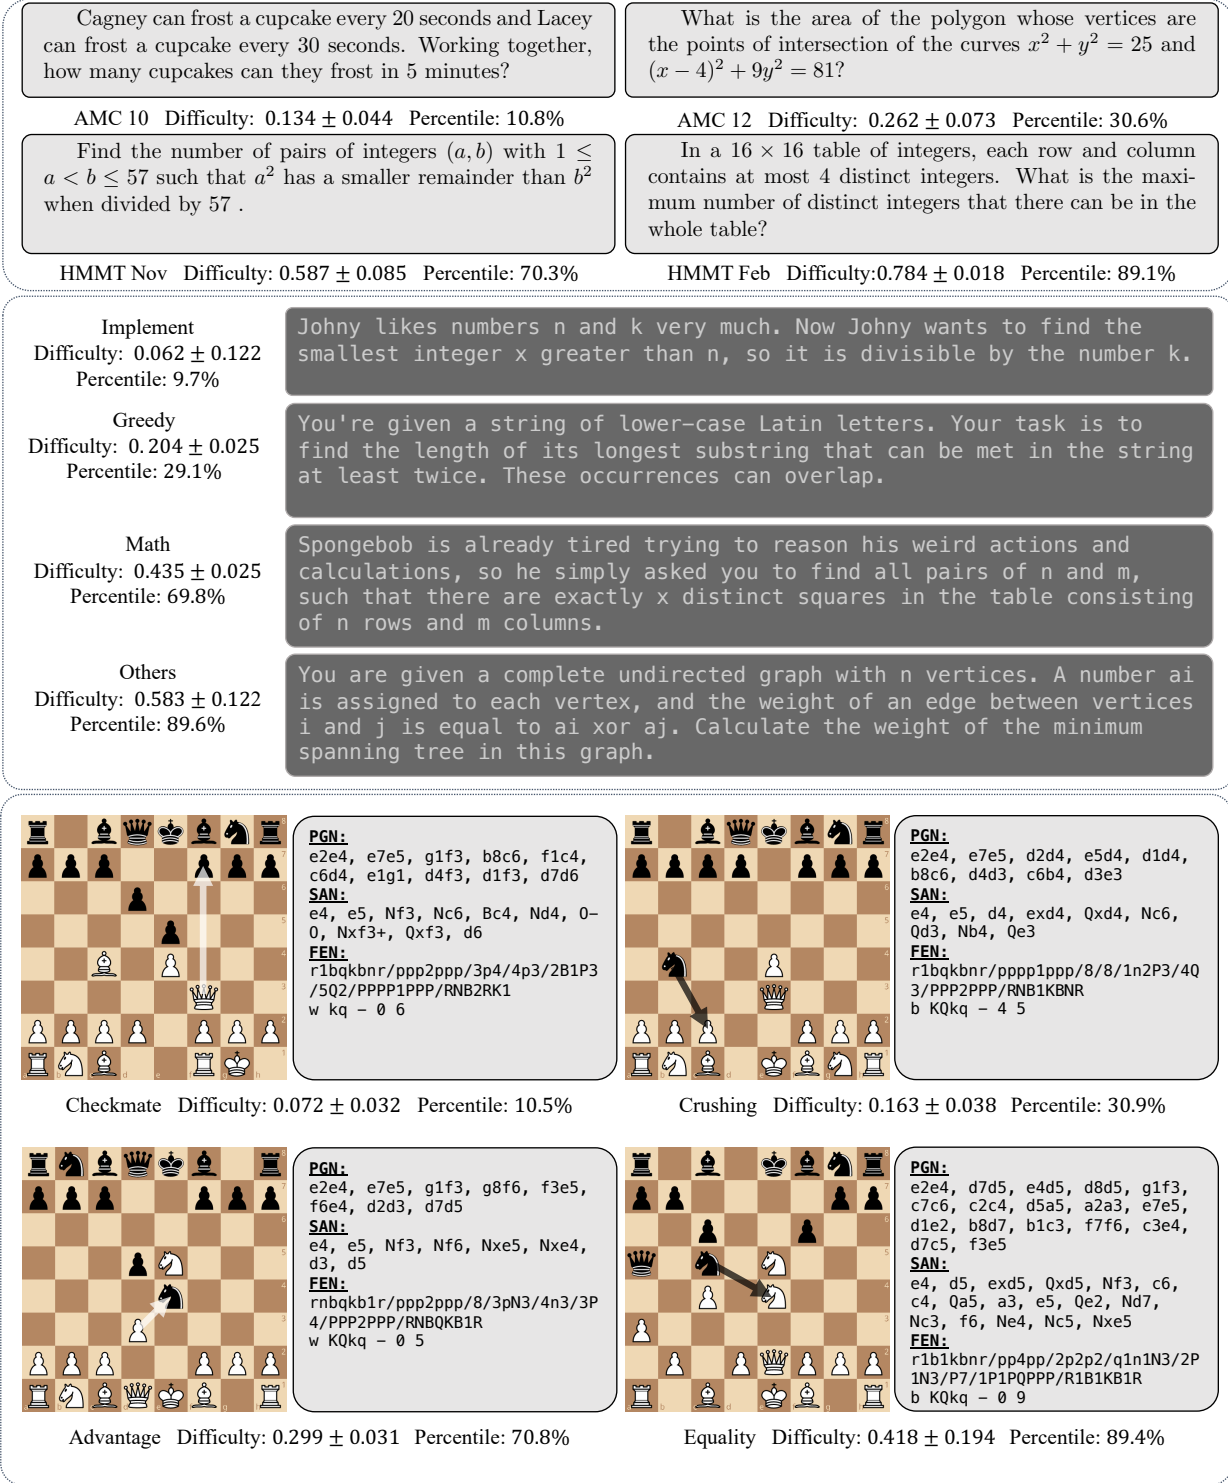 Cagney can frost a cupcake every 20 seconds and Lacey
can frost a cupcake every 30 seconds. Working together,
how many cupcakes can they frost in 5 minutes?
AMC 10 Difficulty: 0.134 ± 0.044 Percentile: 10.8%
What is the area of the polygon whose vertices are
the points of intersection of the curves x² + y² = 25 and
(x − 4)² + 9y² = 81?
AMC 12 Difficulty: 0.262 ± 0.073 Percentile: 30.6%
Find the number of pairs of integers (a, b) with 1 ≤
a < b ≤ 57 such that a² has a smaller remainder than b²
when divided by 57 .
HMMT Nov Difficulty: 0.587 ± 0.085 Percentile: 70.3%
In a 16 × 16 table of integers, each row and column
contains at most 4 distinct integers. What is the maxi-
mum number of distinct integers that there can be in the
whole table?
HMMT Feb Difficulty:0.784 ± 0.018 Percentile: 89.1%
Implement
Difficulty: 0.062 ± 0.122
Percentile: 9.7%
Johny likes numbers n and k very much. Now Johny wants to find the
smallest integer x greater than n, so it is divisible by the number k.
Greedy
Difficulty: 0.204 ± 0.025
Percentile: 29.1%
You're given a string of lower-case Latin letters. Your task is to
find the length of its longest substring that can be met in the string
at least twice. These occurrences can overlap.
Math
Difficulty: 0.435 ± 0.025
Percentile: 69.8%
Spongebob is already tired trying to reason his weird actions and
calculations, so he simply asked you to find all pairs of n and m,
such that there are exactly x distinct squares in the table consisting
of n rows and m columns.
Others
Difficulty: 0.583 ± 0.122
Percentile: 89.6%
You are given a complete undirected graph with n vertices. A number ai
is assigned to each vertex, and the weight of an edge between vertices
i and j is equal to ai xor aj. Calculate the weight of the minimum
spanning tree in this graph.
PGN:
e2e4, e7e5, g1f3, b8c6, f1c4,
c6d4, e1g1, d4f3, d1f3, d7d6
SAN:
e4, e5, Nf3, Nc6, Bc4, Nd4, O-
O, Nxf3+, Qxf3, d6
FEN:
r1bqkbnr/ppp2ppp/3p4/4p3/2B1P3
/5Q2/PPPP1PPP/RNB2RK1
w kq - 0 6
Checkmate Difficulty: 0.072 ± 0.032 Percentile: 10.5%
PGN:
e2e4, e7e5, d2d4, e5d4, d1d4,
b8c6, d4d3, c6b4, d3e3
SAN:
e4, e5, d4, exd4, Qxd4, Nc6,
Qd3, Nb4, Qe3
FEN:
r1bqkbnr/pppp1ppp/8/8/1n2P3/4Q
3/PPP2PPP/RNB1KBNR
b KQkq - 4 5
Crushing Difficulty: 0.163 ± 0.038 Percentile: 30.9%
PGN:
e2e4, e7e5, g1f3, g8f6, f3e5,
f6e4, d2d3, d7d5
SAN:
e4, e5, Nf3, Nf6, Nxe5, Nxe4,
d3, d5
FEN:
rnbqkb1r/ppp2ppp/8/3pN3/4n3/3P
4/PPP2PPP/RNBQKB1R
w KQkq - 0 5
Advantage Difficulty: 0.299 ± 0.031 Percentile: 70.8%
PGN:
e2e4, d7d5, e4d5, d8d5, g1f3,
c7c6, c2c4, d5a5, a2a3, e7e5,
d1e2, b8d7, b1c3, f7f6, c3e4,
d7c5, f3e5
SAN:
e4, d5, exd5, Qxd5, Nf3, c6,
c4, Qa5, a3, e5, Qe2, Nd7,
Nc3, f6, Ne4, Nc5, Nxe5
FEN:
r1b1kbnr/pp4pp/2p2p2/q1n1N3/2P
1N3/P7/1P1PQPPP/R1B1KB1R
b KQkq - 0 9
Equality Difficulty: 0.418 ± 0.194 Percentile: 89.4%